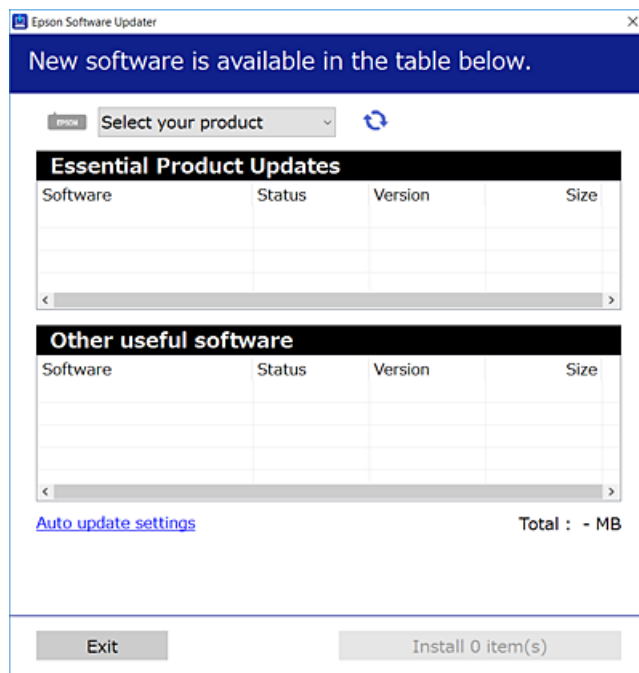 Epson Software Updater
New software is available in the table below.
EPSON Select your product
Essential Product Updates
Software Status Version Size
Other useful software
Software Status Version Size
Auto update settings Total : - MB
Exit Install 0 item(s)